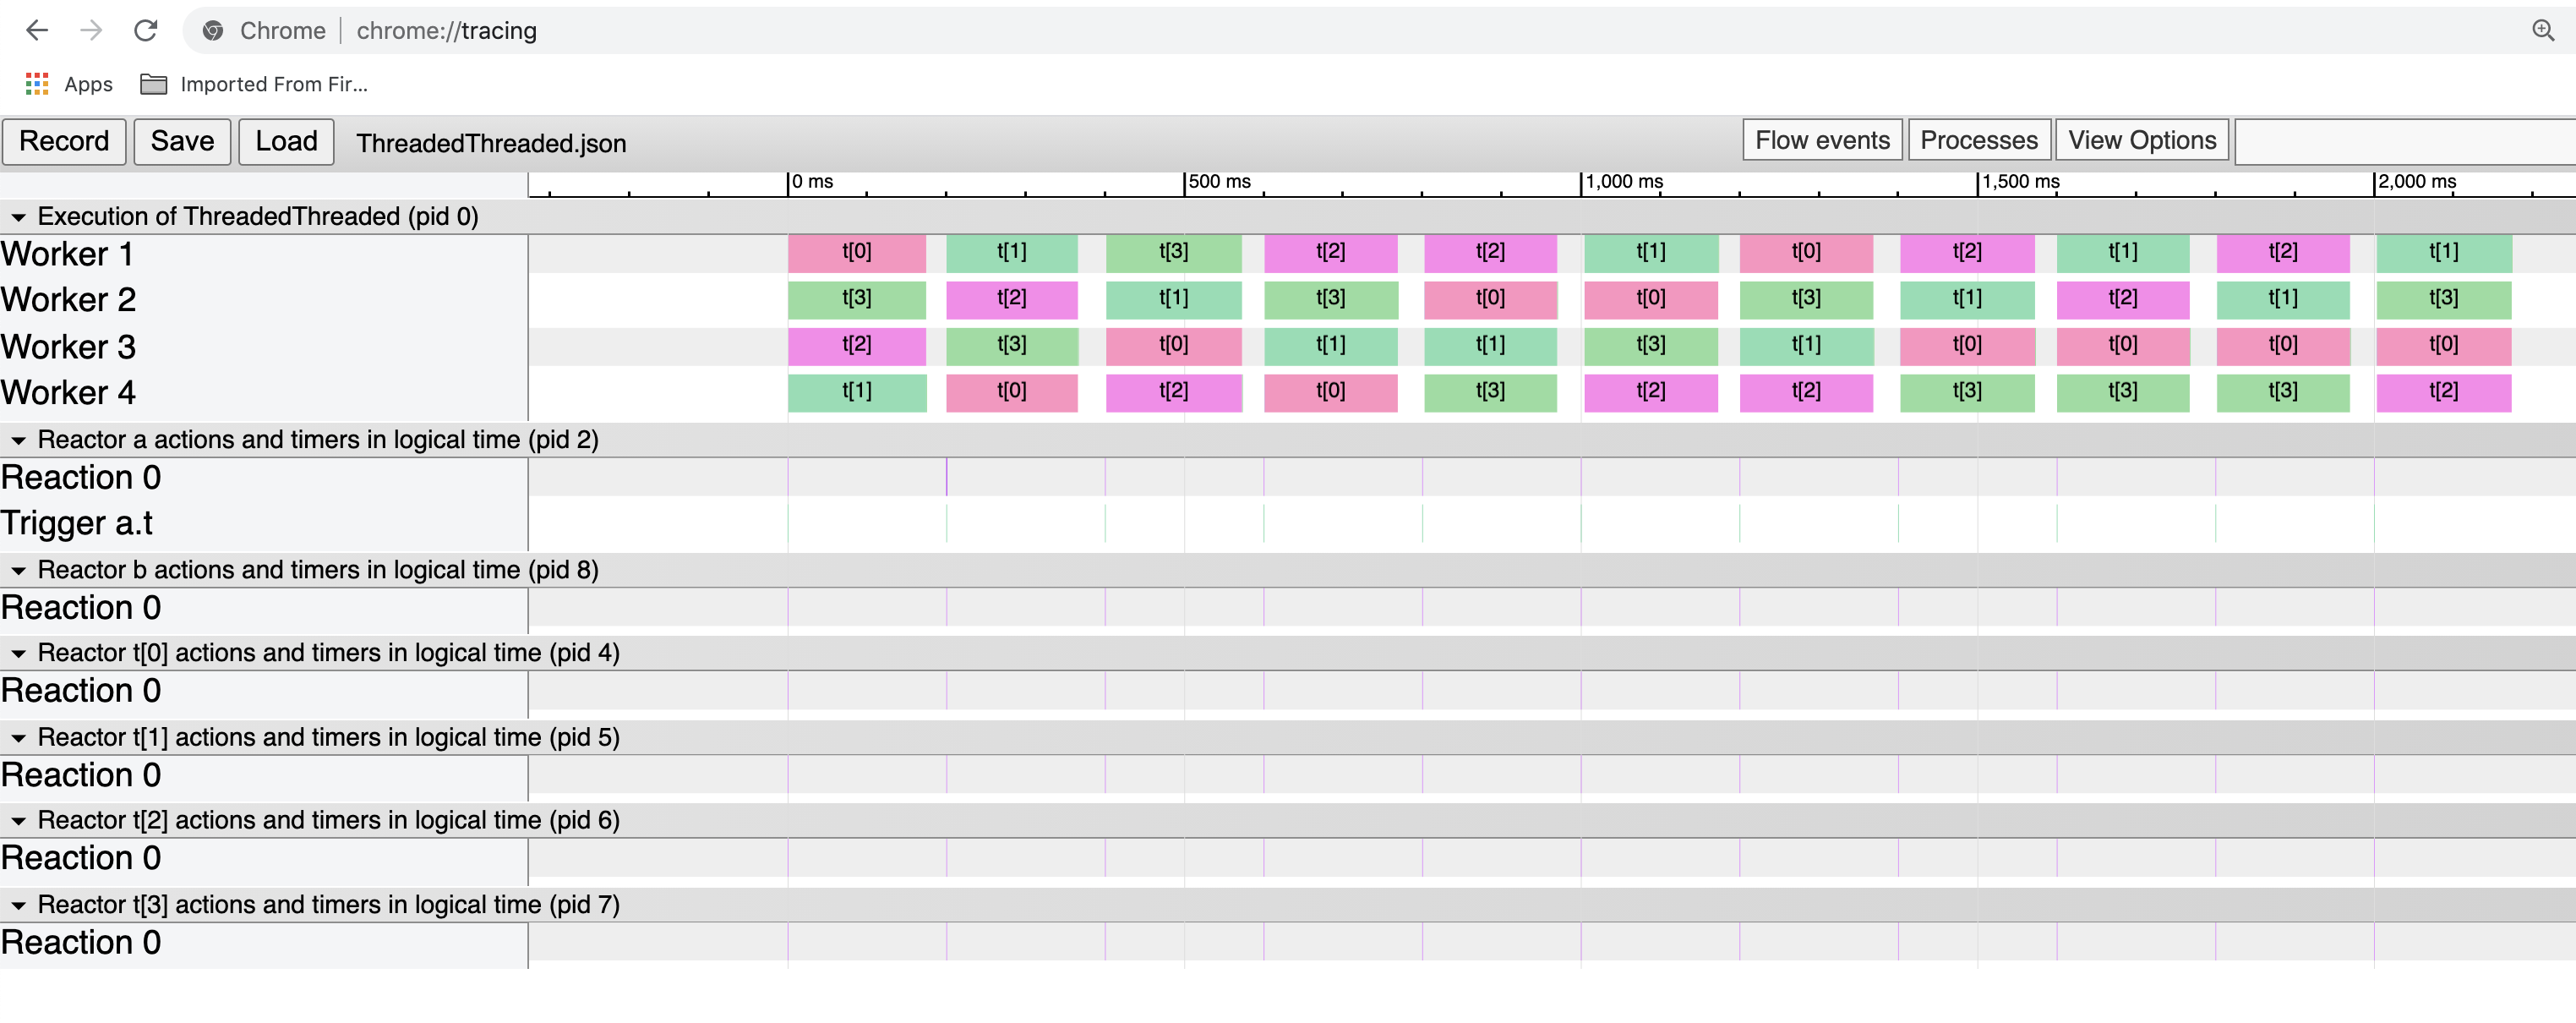 Chrome | chrome://tracing
Apps Imported From Fir...
Record Save Load ThreadedThreaded.json Flow events Processes View Options
0 ms 500 ms 1,000 ms 1,500 ms 2,000 ms
Execution of ThreadedThreaded (pid 0)
Worker 1 t[0] t[1] t[3] t[2] t[2] t[1] t[0] t[2] t[1] t[2] t[1]
Worker 2 t[3] t[2] t[1] t[3] t[0] t[0] t[3] t[1] t[2] t[1] t[3]
Worker 3 t[2] t[3] t[0] t[1] t[1] t[3] t[1] t[0] t[0] t[0] t[0]
Worker 4 t[1] t[0] t[2] t[0] t[3] t[2] t[2] t[3] t[3] t[3] t[2]
Reactor a actions and timers in logical time (pid 2)
Reaction 0
Trigger a.t
Reactor b actions and timers in logical time (pid 8)
Reaction 0
Reactor t[0] actions and timers in logical time (pid 4)
Reaction 0
Reactor t[1] actions and timers in logical time (pid 5)
Reaction 0
Reactor t[2] actions and timers in logical time (pid 6)
Reaction 0
Reactor t[3] actions and timers in logical time (pid 7)
Reaction 0